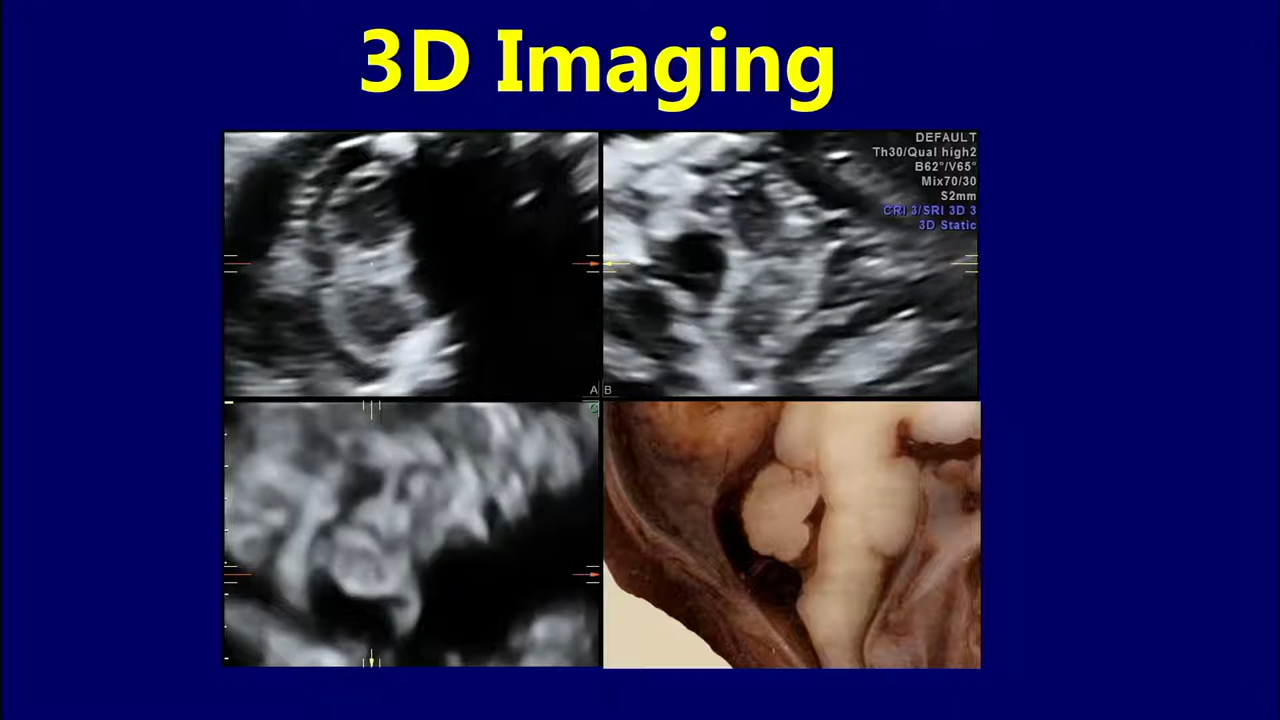 3D Imaging
DEFAULT
Th30/Qual high2
B62°/V65°
Mix70/30
S2mm
CRI 3/SRI 3D 3
3D Static
A
B
C